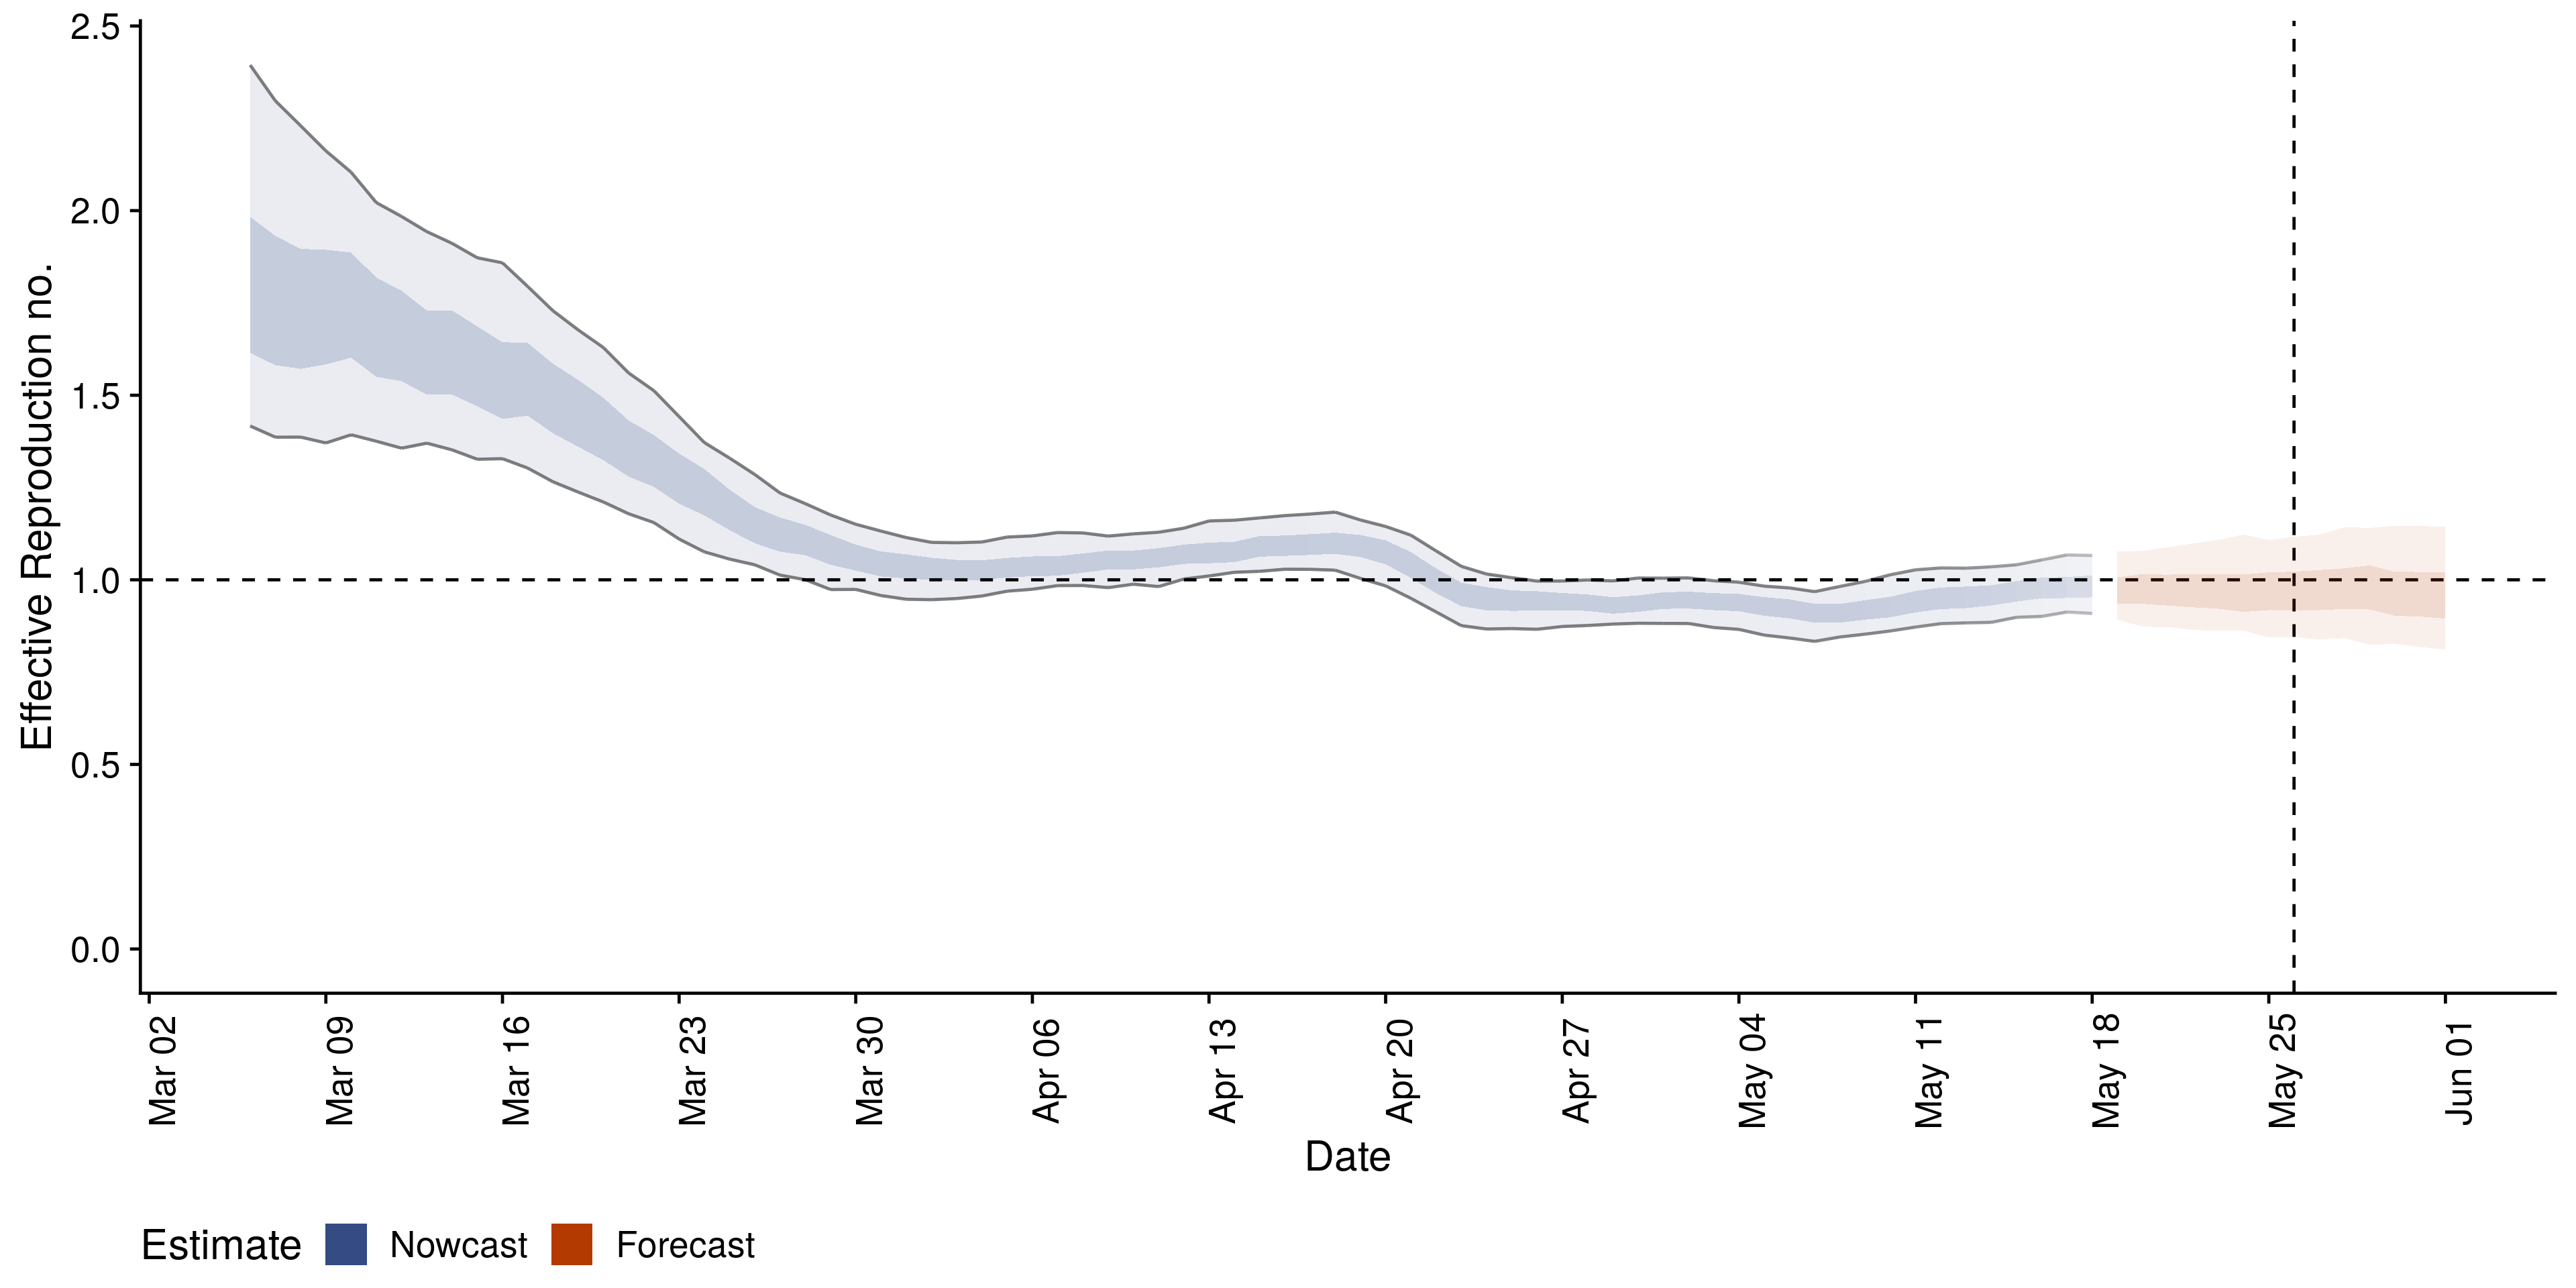 Effective Reproduction no.
2.5
2.0
1.5
1.0
0.5
0.0
Mar 02
Mar 09
Mar 16
Mar 23
Mar 30
Apr 06
Apr 13
Apr 20
Apr 27
May 04
May 11
May 18
May 25
Jun 01
Date
Estimate Nowcast Forecast